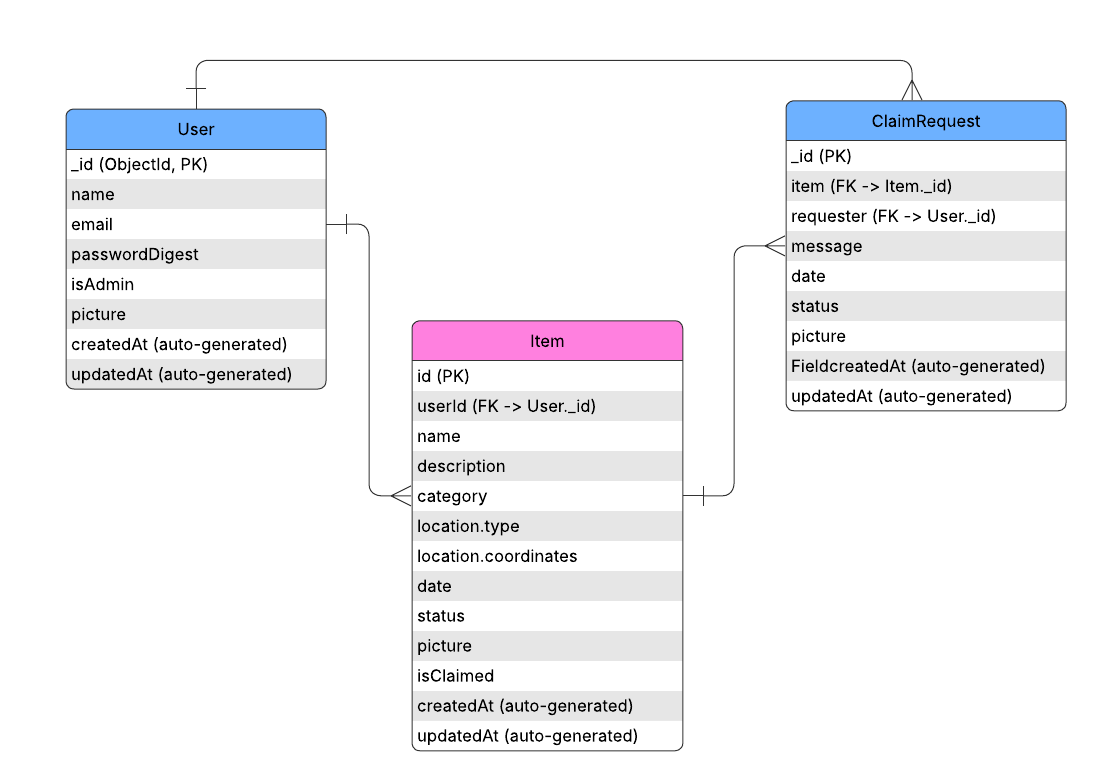 User
_id (ObjectId, PK)
name
email
passwordDigest
isAdmin
picture
createdAt (auto-generated)
updatedAt (auto-generated)
Item
id (PK)
userId (FK -> User._id)
name
description
category
location.type
location.coordinates
date
status
picture
isClaimed
createdAt (auto-generated)
updatedAt (auto-generated)
ClaimRequest
_id (PK)
item (FK -> Item._id)
requester (FK -> User._id)
message
date
status
picture
FieldcreatedAt (auto-generated)
updatedAt (auto-generated)